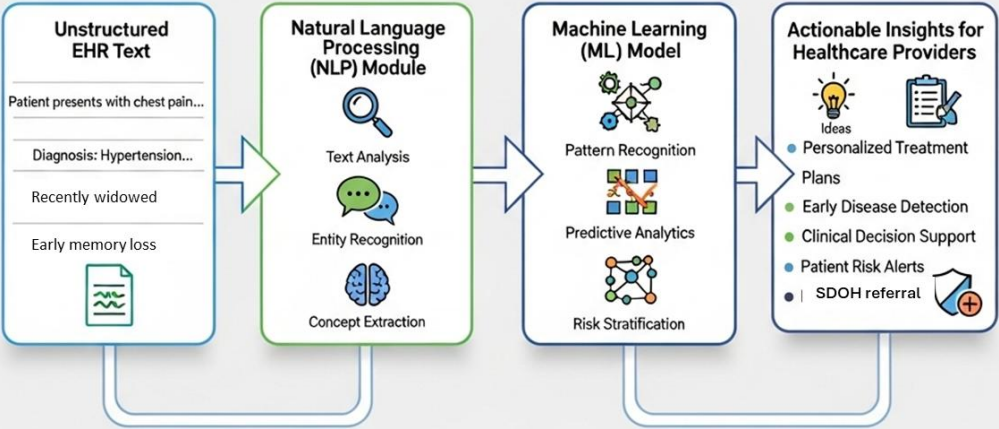 Unstructured
EHR Text
Patient presents with chest pain...
Diagnosis: Hypertension...
Recently widowed
Early memory loss
Natural Language
Processing
(NLP) Module
Text Analysis
Entity Recognition
Concept Extraction
Machine Learning
(ML) Model
Pattern Recognition
Predictive Analytics
Risk Stratification
Actionable Insights for
Healthcare Providers
Ideas
Personalized Treatment
Plans
Early Disease Detection
Clinical Decision Support
Patient Risk Alerts
SDOH referral